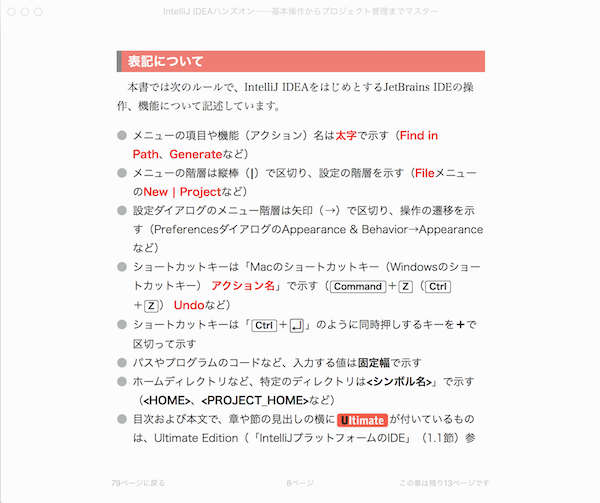 IntelliJ IDEAハンズオン──基本操作からプロジェクト管理までマスター
表記について
本書では次のルールで、IntelliJ IDEAをはじめとするJetBrains IDEの操
作、機能について記述しています。
● メニューの項目や機能（アクション）名は太字で示す（Find in
Path、Generateなど）
● メニューの階層は縦棒（|）で区切り、設定の階層を示す（Fileメニュー
のNew | Projectなど）
● 設定ダイアログのメニュー階層は矢印（→）で区切り、操作の遷移を示
す（PreferencesダイアログのAppearance & Behavior→Appearance
など）
● ショートカットキーは「Macのショートカットキー（Windowsのショー
トカットキー） アクション名」で示す（Command＋Z（Ctrl
＋Z） Undoなど）
● ショートカットキーは「Ctrl＋↵」のように同時押しするキーを＋で
区切って示す
● パスやプログラムのコードなど、入力する値は固定幅で示す
● ホームディレクトリなど、特定のディレクトリは<シンボル名>」で示す
（<HOME>、<PROJECT_HOME>など）
● 目次および本文で、章や節の見出しの横にUltimateが付いているもの
は、Ultimate Edition（「IntelliJプラットフォームのIDE」（1.1節）参
79ページに戻る 8ページ この章は残り13ページです